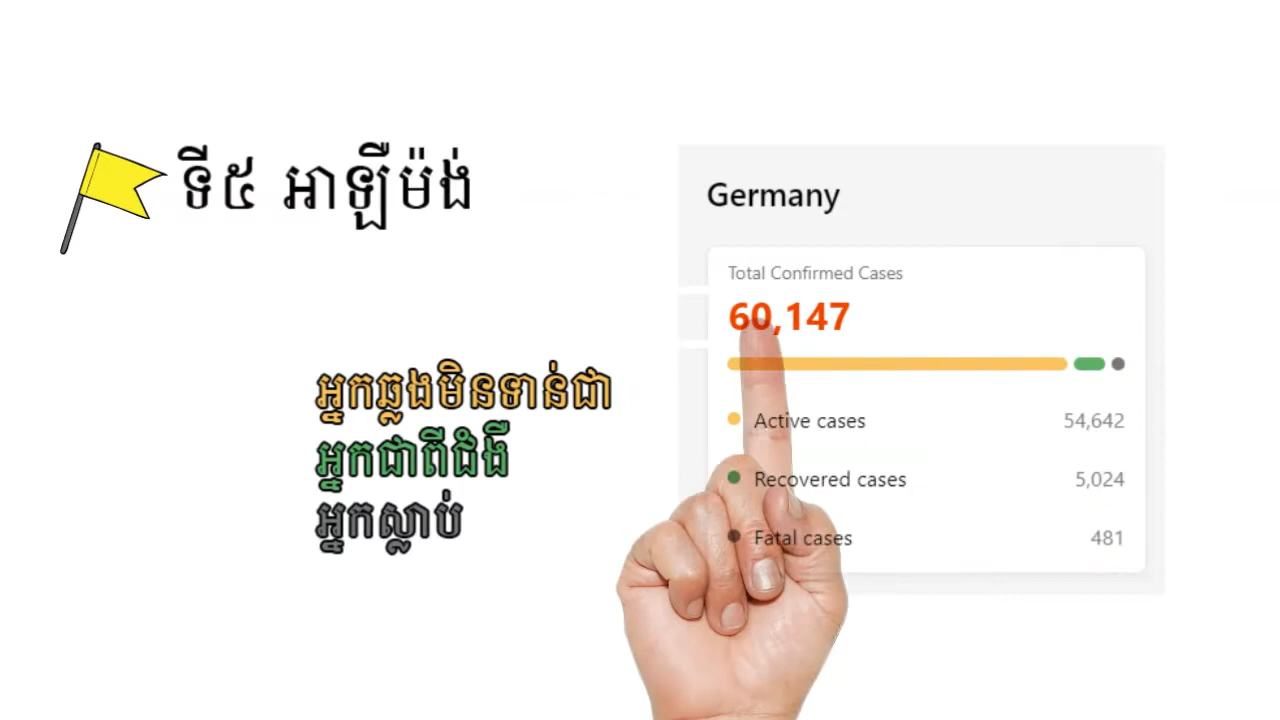 ទី៥ អាឡឺម៉ង់
អ្នកឆ្លងមិនទាន់ជា
អ្នកជាពីជំងឺ
អ្នកស្លាប់
Germany
Total Confirmed Cases
60,147
Active cases 54,642
Recovered cases 5,024
Fatal cases 481